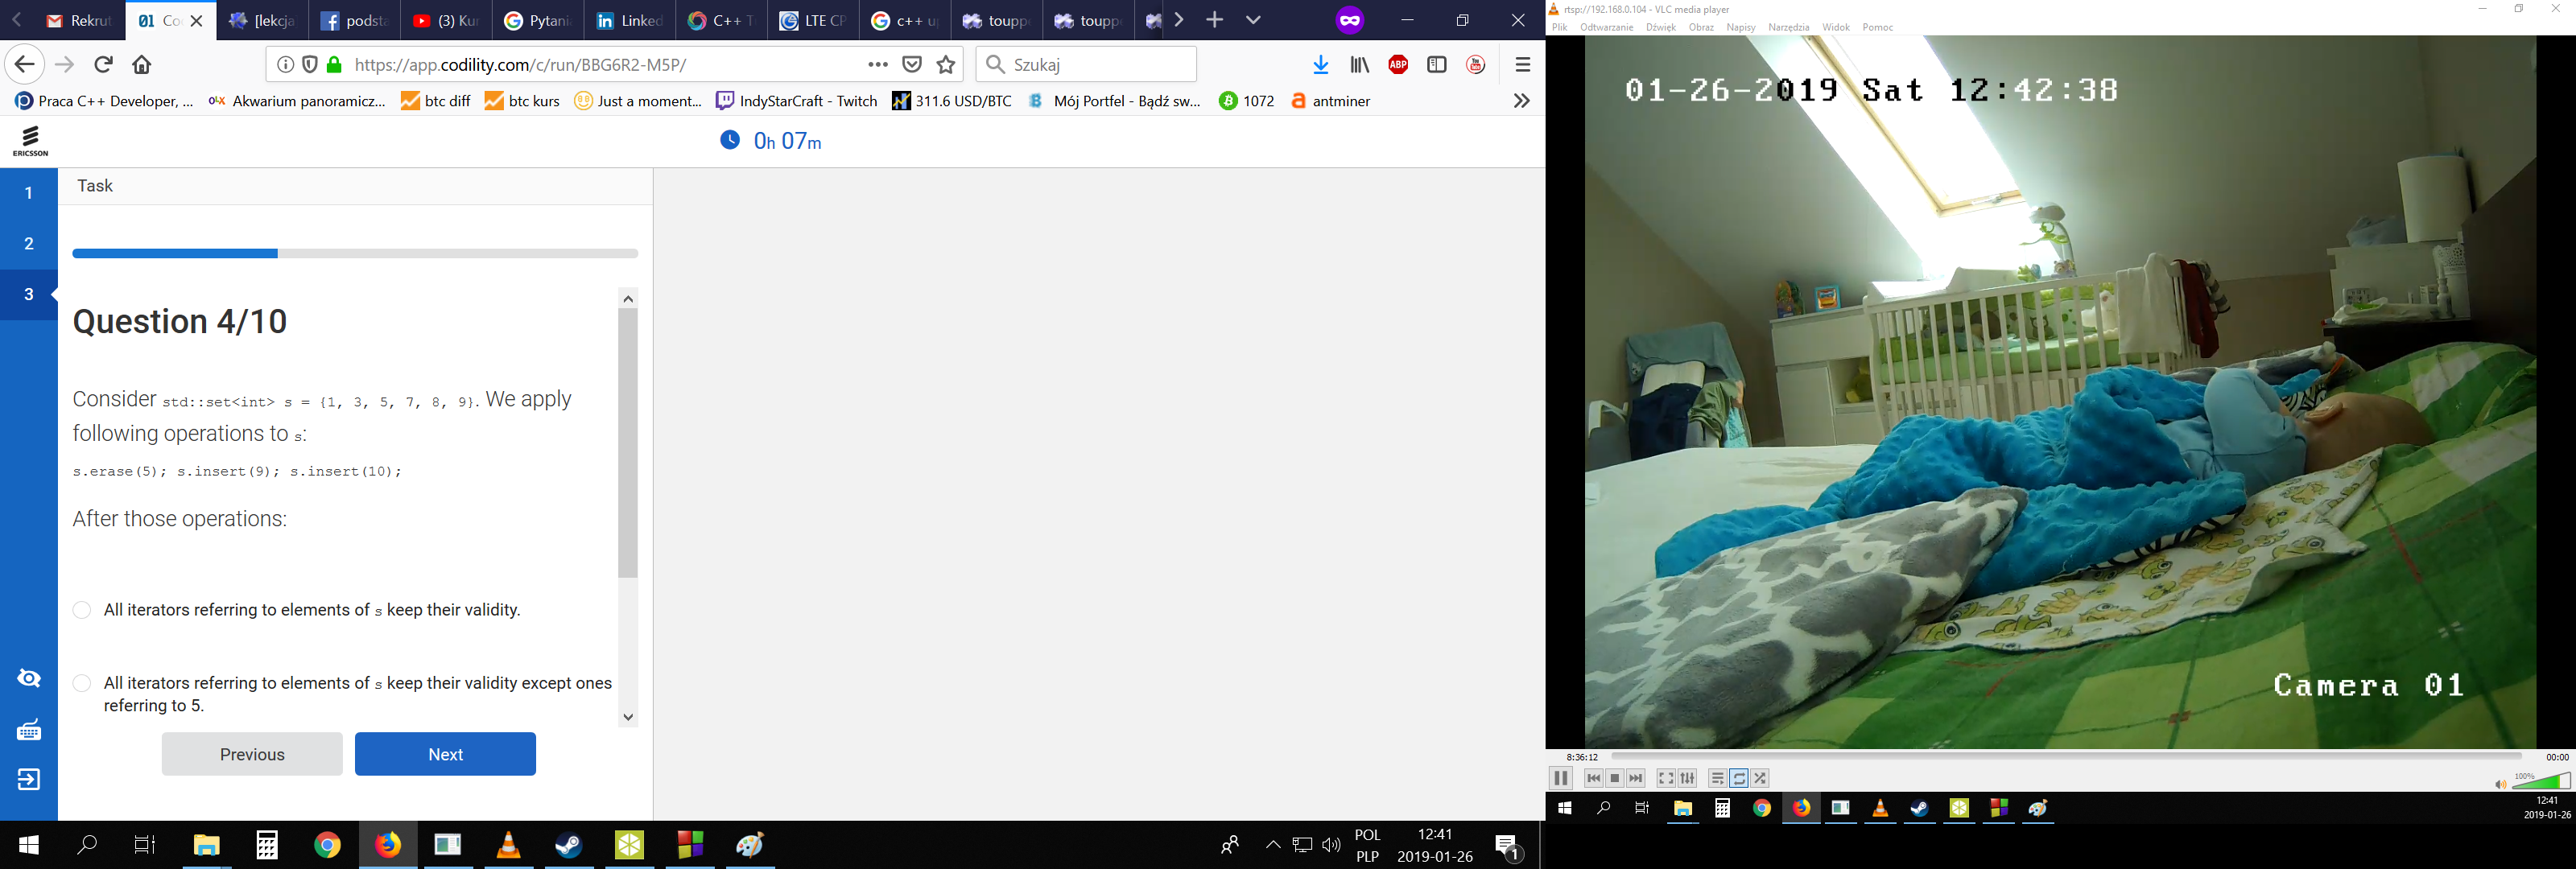 Rekrut
01 Co
[lekcja
podsta
(3) Kur
Pytani
Linked
C++ T
LTE CP
c++ u
toupp
toupp
https://app.codility.com/c/run/BBG6R2-M5P/
Szukaj
ABP
Praca C++ Developer, ...
OLX Akwarium panoramicz...
btc diff
btc kurs
Just a moment...
IndyStarCraft - Twitch
311.6 USD/BTC
Mój Portfel - Bądź sw...
1072
antminer
ERICSSON
0h 07m
1
2
3
Task
Question 4/10
Consider std::set<int> s = {1, 3, 5, 7, 8, 9}. We apply
following operations to s:
s.erase(5); s.insert(9); s.insert(10);
After those operations:
All iterators referring to elements of s keep their validity.
All iterators referring to elements of s keep their validity except ones
referring to 5.
Previous
Next
POL
PLP
12:41
2019-01-26
1
rtsp://192.168.0.104 - VLC media player
Plik Odtwarzanie Dźwięk Obraz Napisy Narzędzia Widok Pomoc
01-26-2019 Sat 12:42:38
Camera 01
8:36:12
00:00
100%
12:41
2019-01-26